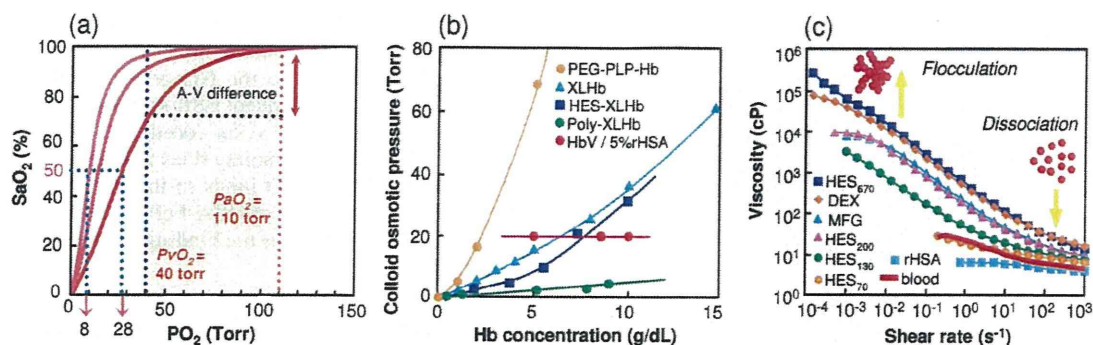 (a)
100
80
60
50
40
20
0
SaO2 (%)
A-V difference
PaO2=
110 torr
PvO2=
40 torr
0
50
100
150
8
28
PO2 (Torr)
(b)
80
60
40
20
0
Colloid osmotic pressure (Torr)
PEG-PLP-Hb
XLHb
HES-XLHb
Poly-XLHb
HbV / 5%rHSA
0
5
10
15
Hb concentration (g/dL)
(c)
10^6
10^5
10^4
10^3
10^2
10^1
10^0
Viscosity (cP)
Flocculation
Dissociation
HES670
DEX
MFG
HES200
HES130
HES70
rHSA
blood
10^-4
10^-3
10^-2
10^-1
10^0
10^1
10^2
10^3
Shear rate (s^-1)